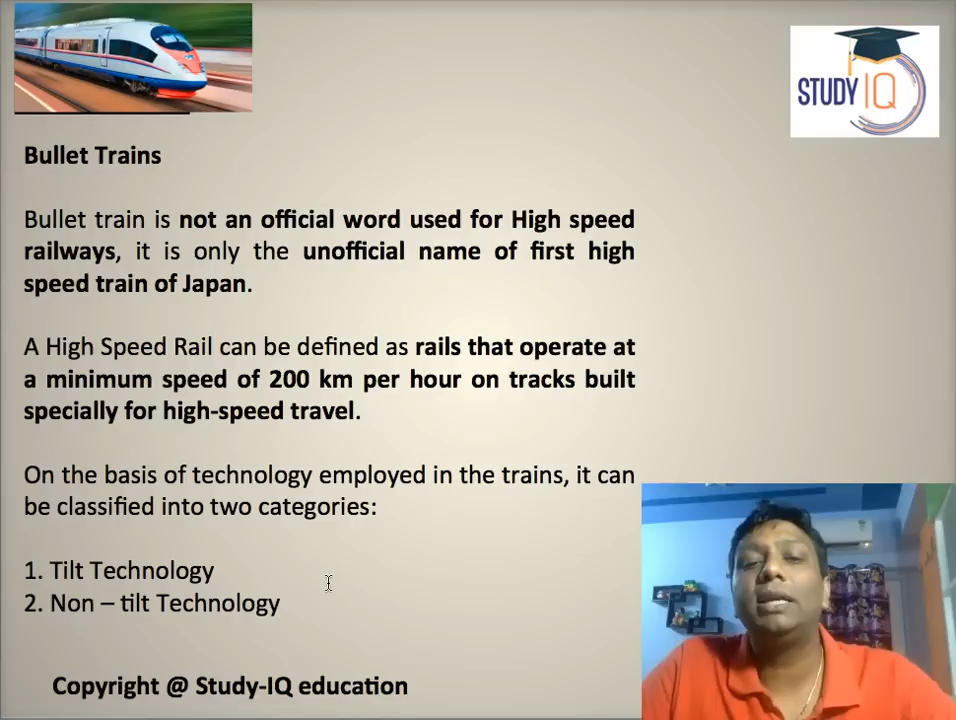 STUDY IQ
Bullet Trains
Bullet train is not an official word used for High speed
railways, it is only the unofficial name of first high
speed train of Japan.
A High Speed Rail can be defined as rails that operate at
a minimum speed of 200 km per hour on tracks built
specially for high-speed travel.
On the basis of technology employed in the trains, it can
be classified into two categories:
1. Tilt Technology
2. Non – tilt Technology
Copyright @ Study-IQ education